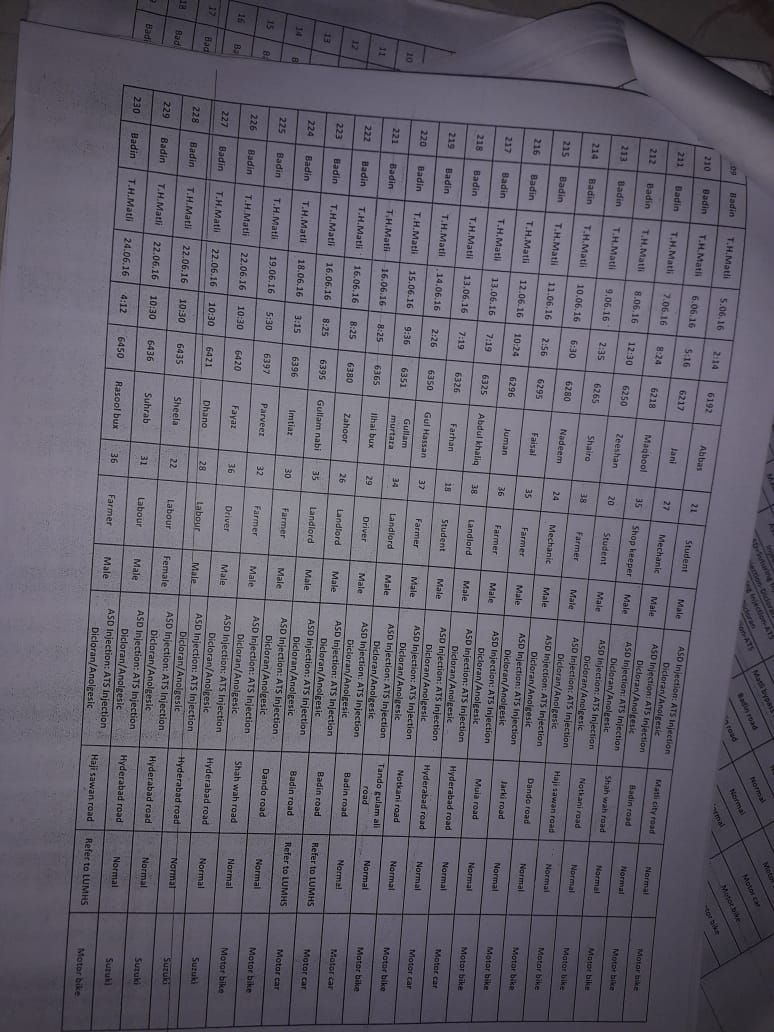 09 Badin T.H.Matli 5.06.16 2:14 6192 Abbas 21 Student Male ASD Injection: ATS Injection Dicloran/Anolgesic Matli city road Normal Motor bike
210 Badin T.H.Matli 6.06.16 5:16 6217 Jani 27 Mechanic Male ASD Injection: ATS Injection Dicloran/Anolgesic Badin road Normal Motor bike
211 Badin T.H.Matli 7.06.16 8:24 6218 Maqbool 35 Shop keeper Male ASD Injection: ATS Injection Dicloran/Anolgesic Shah wah road Normal Motor bike
212 Badin T.H.Matli 8.06.16 12:30 6250 Zeeshan 20 Student Male ASD Injection: ATS Injection Dicloran/Anolgesic Notkani road Normal Motor bike
213 Badin T.H.Matli 9.06.16 2:35 6265 Shairo 38 Farmer Male ASD Injection: ATS Injection Dicloran/Anolgesic Haji sawan road Normal Motor bike
214 Badin T.H.Matli 10.06.16 6:30 6280 Nadeem 24 Mechanic Male ASD Injection: ATS Injection Dicloran/Anolgesic Dando road Normal Motor bike
215 Badin T.H.Matli 11.06.16 2:56 6295 Faisal 35 Farmer Male ASD Injection: ATS Injection Dicloran/Anolgesic Jarki road Normal Motor bike
216 Badin T.H.Matli 12.06.16 10:24 6296 Juman 36 Farmer Male ASD Injection: ATS Injection Dicloran/Anolgesic Muia road Normal Motor bike
217 Badin T.H.Matli 13.06.16 7:19 6325 Abdul khaliq 38 Landlord Male ASD Injection: ATS Injection Dicloran/Anolgesic Hyderabad road Normal Motor car
218 Badin T.H.Matli 13.06.16 7:19 6326 Farhan 18 Student Male ASD Injection: ATS Injection Dicloran/Anolgesic Hyderabad road Normal Motor car
219 Badin T.H.Matli 14.06.16 2:26 6350 Gul Hassan 37 Farmer Male ASD Injection: ATS Injection Dicloran/Anolgesic Notkani road Normal Motor bike
220 Badin T.H.Matli 15.06.16 9:36 6351 Gullam murtaza 34 Landlord Male ASD Injection: ATS Injection Dicloran/Anolgesic Tando gulam ali road Normal Motor bike
221 Badin T.H.Matli 16.06.16 8:25 6365 Ilhai bux 29 Driver Male ASD Injection: ATS Injection Dicloran/Anolgesic Badin road Normal Motor car
222 Badin T.H.Matli 16.06.16 8:25 6380 Zahoor 26 Landlord Male ASD Injection: ATS Injection Dicloran/Anolgesic Badin road Refer to LUMHS Motor car
223 Badin T.H.Matli 16.06.16 8:25 6395 Gullam nabi 35 Landlord Male ASD Injection: ATS Injection Dicloran/Anolgesic Badin road Refer to LUMHS Motor car
224 Badin T.H.Matli 18.06.16 3:15 6396 Imtiaz 30 Farmer Male ASD Injection: ATS Injection Dicloran/Anolgesic Dando road Normal Motor bike
225 Badin T.H.Matli 19.06.16 5:30 6397 Parveez 32 Farmer Male ASD Injection: ATS Injection Dicloran/Anolgesic Shah wah road Normal Motor bike
226 Badin T.H.Matli 22.06.16 10:30 6420 Fayaz 36 Driver Male ASD Injection: ATS Injection Dicloran/Anolgesic Hyderabad road Normal Suzuki
227 Badin T.H.Matli 22.06.16 10:30 6421 Dhano 28 Labour Male ASD Injection: ATS Injection Dicloran/Anolgesic Hyderabad road Normal Suzuki
228 Badin T.H.Matli 22.06.16 10:30 6435 Sheela 22 Labour Female ASD Injection: ATS Injection Dicloran/Anolgesic Hyderabad road Normal Suzuki
229 Badin T.H.Matli 22.06.16 10:30 6436 Suhrab 31 Labour Male ASD Injection: ATS Injection Dicloran/Anolgesic Hyderabad road Normal Suzuki
230 Badin T.H.Matli 24.06.16 4:12 6450 Rasool bux 36 Farmer Male ASD Injection: ATS Injection Dicloran/Anolgesic Haji sawan road Refer to LUMHS Motor bike
Matli bypass
Badin road Normal Motor car
road Normal Motor bike
10
11
12
13
14 B
15
16 Ba
17 Bad
18 Bad
Badi